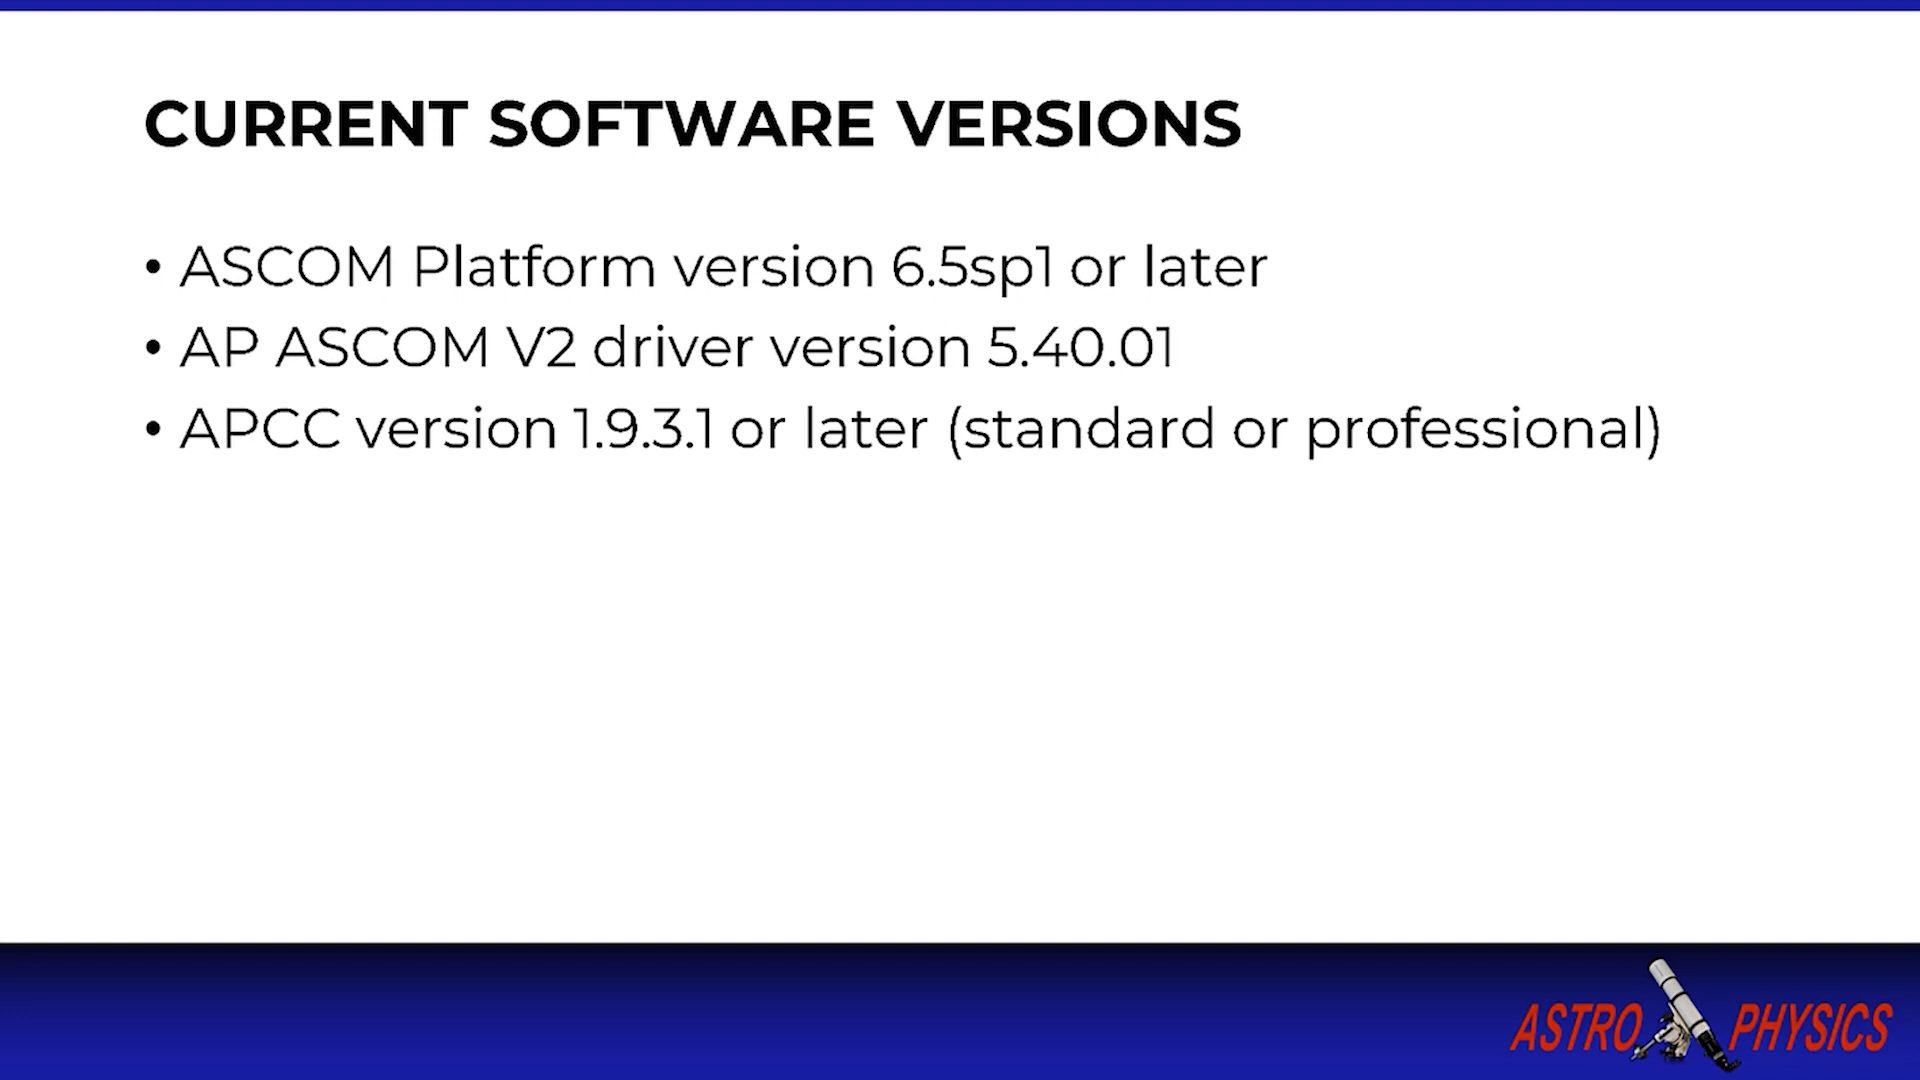 CURRENT SOFTWARE VERSIONS
• ASCOM Platform version 6.5sp1 or later
• AP ASCOM V2 driver version 5.40.01
• APCC version 1.9.3.1 or later (standard or professional)
ASTRO PHYSICS